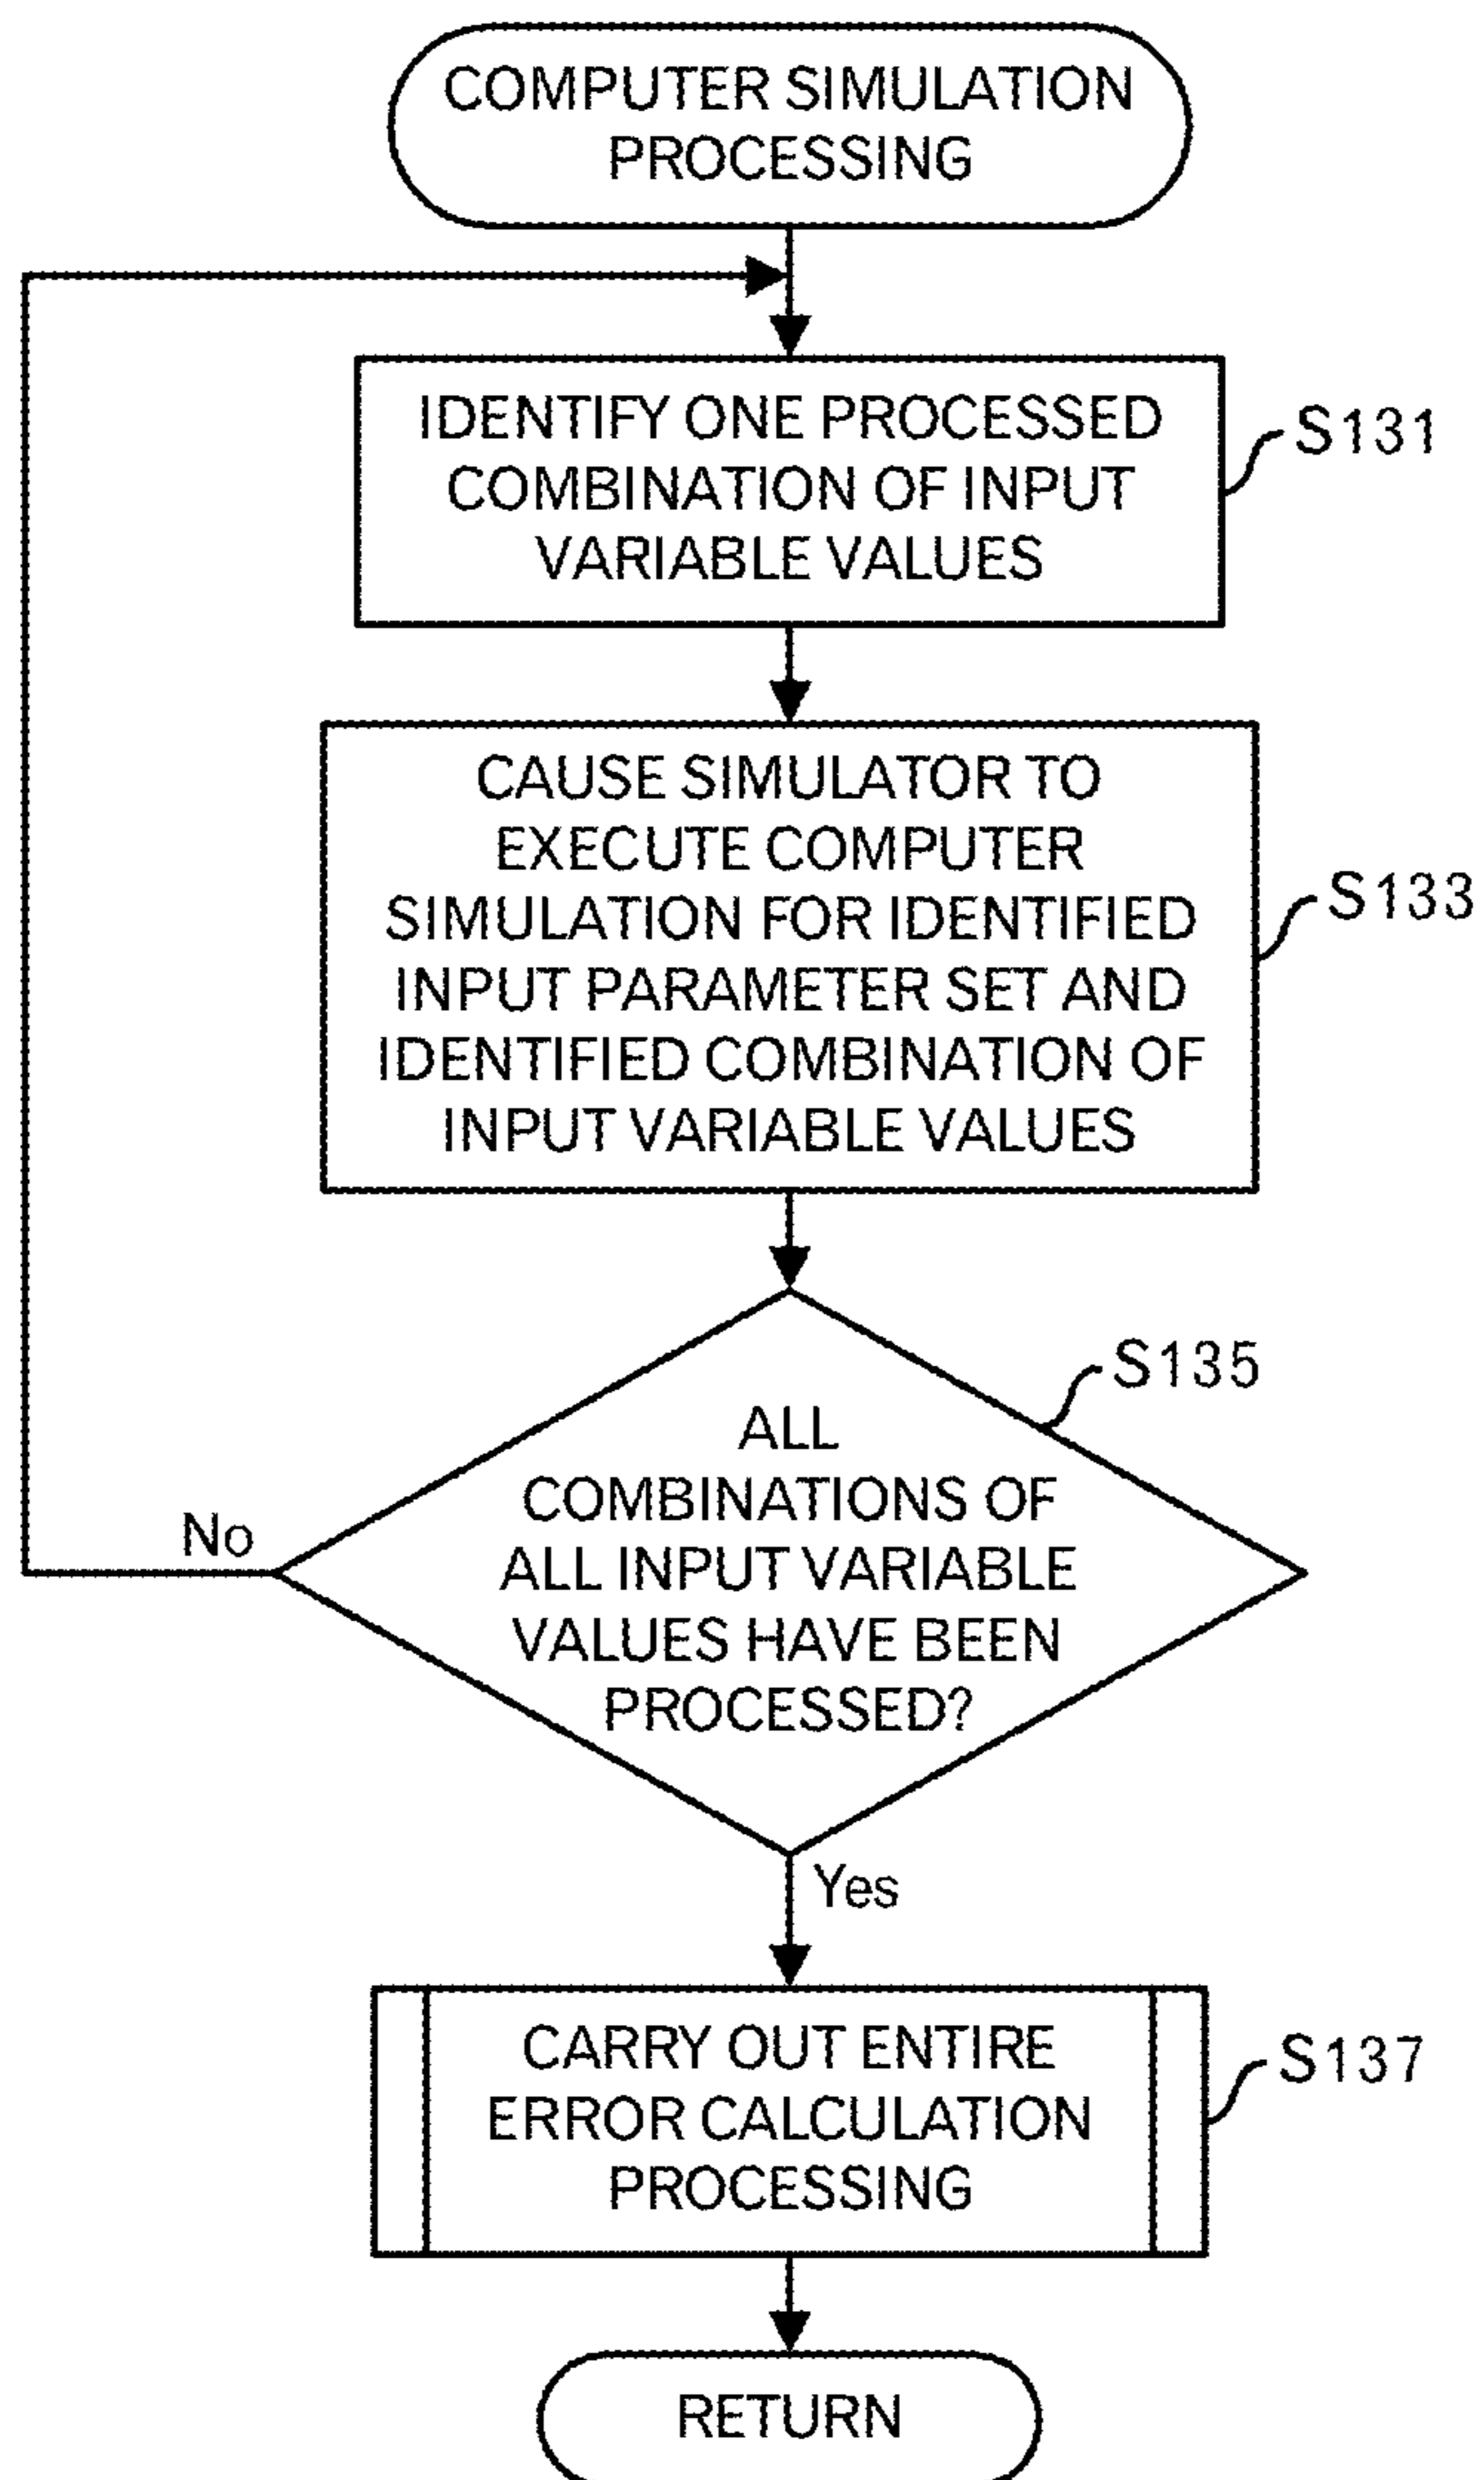 COMPUTER SIMULATION
PROCESSING
IDENTIFY ONE PROCESSED
COMBINATION OF INPUT
VARIABLE VALUES
S131
CAUSE SIMULATOR TO
EXECUTE COMPUTER
SIMULATION FOR IDENTIFIED
INPUT PARAMETER SET AND
IDENTIFIED COMBINATION OF
INPUT VARIABLE VALUES
S133
ALL
COMBINATIONS OF
ALL INPUT VARIABLE
VALUES HAVE BEEN
PROCESSED?
S135
No
Yes
CARRY OUT ENTIRE
ERROR CALCULATION
PROCESSING
S137
RETURN